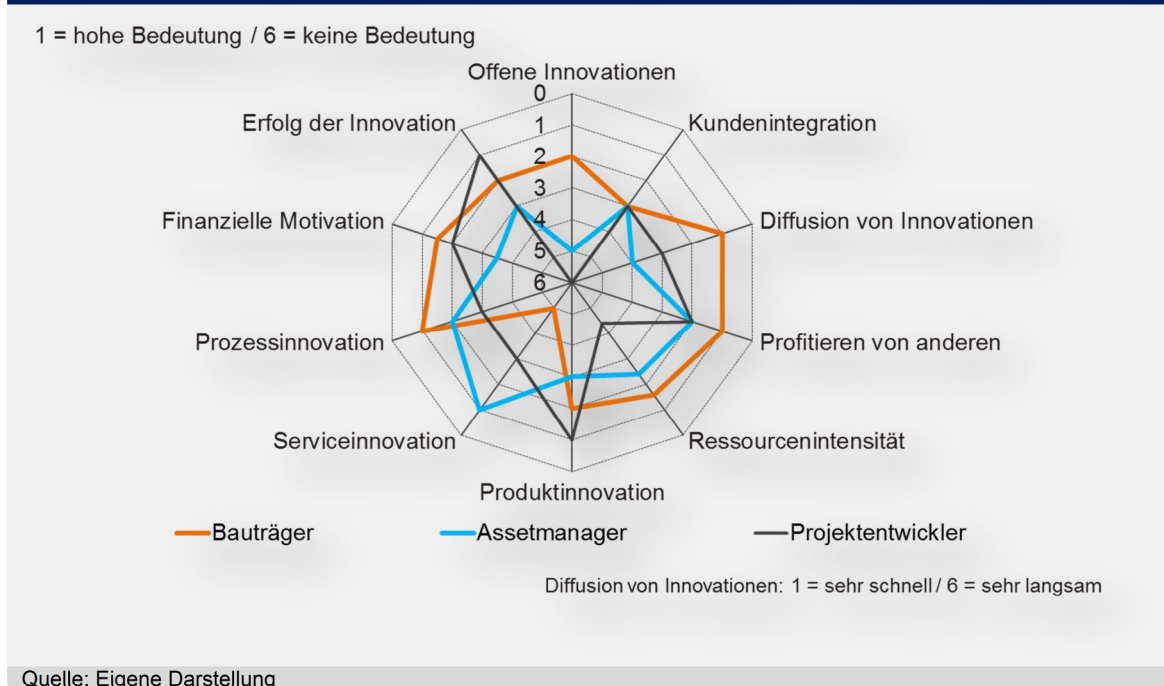 1 = hohe Bedeutung / 6 = keine Bedeutung
Offene Innovationen
Kundenintegration
Diffusion von Innovationen
Profitieren von anderen
Ressourcenintensität
Produktinnovation
Serviceinnovation
Prozessinnovation
Finanzielle Motivation
Erfolg der Innovation
0
1
2
3
4
5
6
Bauträger
Assetmanager
Projektentwickler
Diffusion von Innovationen: 1 = sehr schnell / 6 = sehr langsam
Quelle: Eigene Darstellung